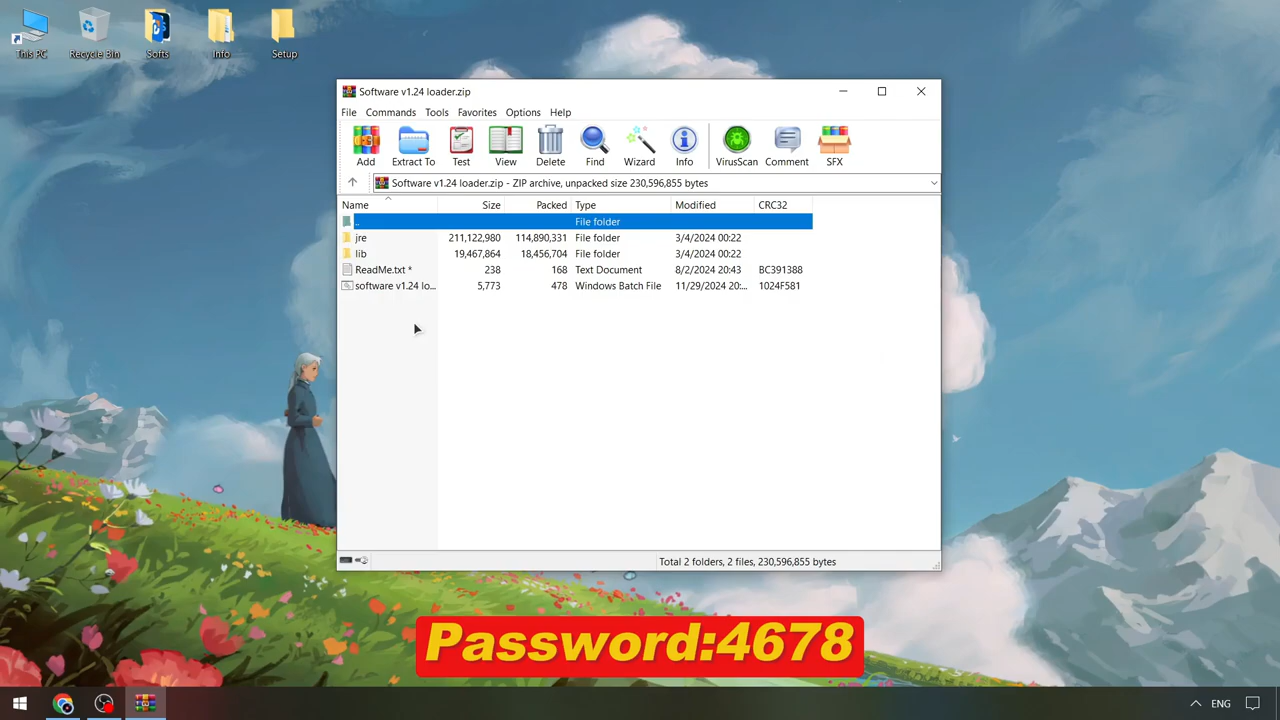 This PC
Recycle Bin
Softs
Info
Setup
Software v1.24 loader.zip
File Commands Tools Favorites Options Help
Add Extract To Test View Delete Find Wizard Info VirusScan Comment SFX
Software v1.24 loader.zip - ZIP archive, unpacked size 230,596,855 bytes
Name Size Packed Type Modified CRC32
.. File folder
jre 211,122,980 114,890,331 File folder 3/4/2024 00:22
lib 19,467,864 18,456,704 File folder 3/4/2024 00:22
ReadMe.txt * 238 168 Text Document 8/2/2024 20:43 BC391388
software v1.24 lo... 5,773 478 Windows Batch File 11/29/2024 20:... 1024F581
Total 2 folders, 2 files, 230,596,855 bytes
Password:4678
ENG